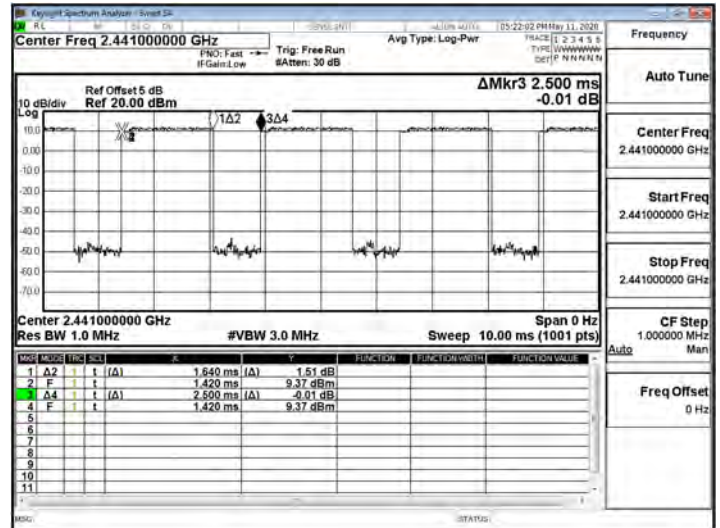 Keysight Spectrum Analyzer - Swept SA
RL
Center Freq 2.441000000 GHz
PNO: Fast
IFGain:Low
Trig: Free Run
#Atten: 30 dB
Avg Type: Log-Pwr
05:22:02 PM May 11, 2020
TRACE 1 2 3 4 5 6
TYPE WWWWWW
DET P N N N N N
Ref Offset 5 dB
10 dB/div Ref 20.00 dBm
ΔMkr3 2.500 ms
-0.01 dB
Log
10.0
0.00
-10.0
-20.0
-30.0
-40.0
-50.0
-60.0
-70.0
1Δ2
3Δ4
Center 2.441000000 GHz
Span 0 Hz
Res BW 1.0 MHz
#VBW 3.0 MHz
Sweep 10.00 ms (1001 pts)
MKR MODE TRC SCL X Y FUNCTION FUNCTION WIDTH FUNCTION VALUE
1 Δ2 1 t (Δ) 1.640 ms (Δ) 1.51 dB
2 F 1 t 1.420 ms 9.37 dBm
3 Δ4 1 t (Δ) 2.500 ms (Δ) -0.01 dB
4 F 1 t 1.420 ms 9.37 dBm
5
6
7
8
9
10
11
MSG
STATUS
Frequency
Auto Tune
Center Freq
2.441000000 GHz
Start Freq
2.441000000 GHz
Stop Freq
2.441000000 GHz
CF Step
1.000000 MHz
Auto Man
Freq Offset
0 Hz